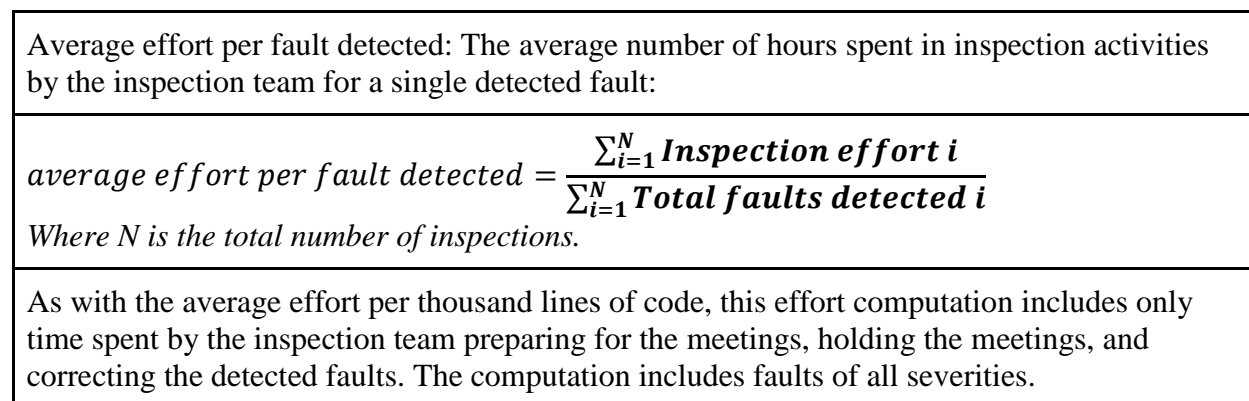 Average effort per fault detected: The average number of hours spent in inspection activities
by the inspection team for a single detected fault:
average effort per fault detected = \frac{\sum_{i=1}^{N} Inspection effort i}{\sum_{i=1}^{N} Total faults detected i}
Where N is the total number of inspections.
As with the average effort per thousand lines of code, this effort computation includes only
time spent by the inspection team preparing for the meetings, holding the meetings, and
correcting the detected faults. The computation includes faults of all severities.